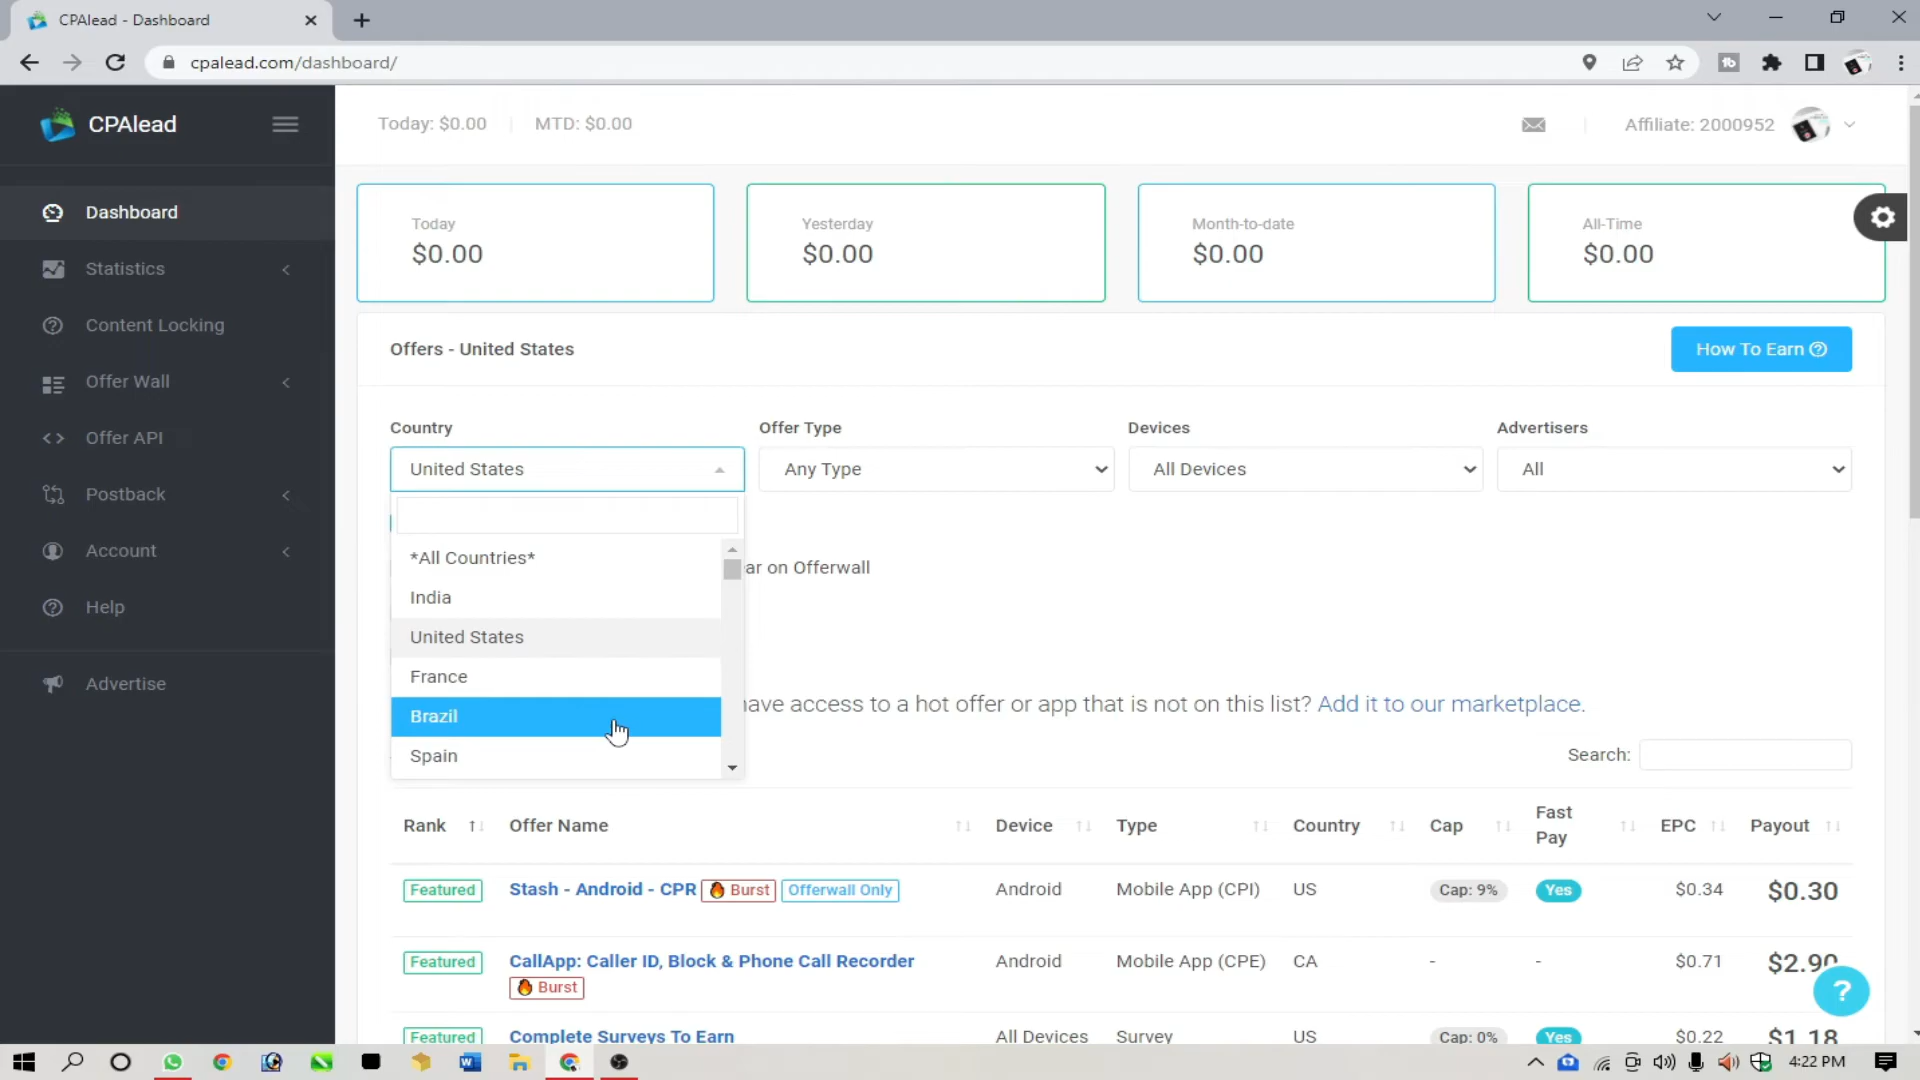 CPAlead - Dashboard
cpalead.com/dashboard/
CPAlead
Today: $0.00 | MTD: $0.00
Affiliate: 2000952
Dashboard
Statistics
Content Locking
Offer Wall
Offer API
Postback
Account
Help
Advertise
Today
$0.00
Yesterday
$0.00
Month-to-date
$0.00
All-Time
$0.00
Offers - United States
How To Earn
Country
Offer Type
Devices
Advertisers
United States
Any Type
All Devices
All
*All Countries*
India
United States
France
Brazil
Spain
ar on Offerwall
ave access to a hot offer or app that is not on this list? Add it to our marketplace.
Search:
Rank Offer Name Device Type Country Cap Fast Pay EPC Payout
Featured Stash - Android - CPR Burst Offerwall Only Android Mobile App (CPI) US Cap: 9% Yes $0.34 $0.30
Featured CallApp: Caller ID, Block & Phone Call Recorder Android Mobile App (CPE) CA - - $0.71 $2.90
Burst
Featured Complete Surveys To Earn All Devices Survey US Cap: 0% Yes $0.22 $1.18
?
4:22 PM